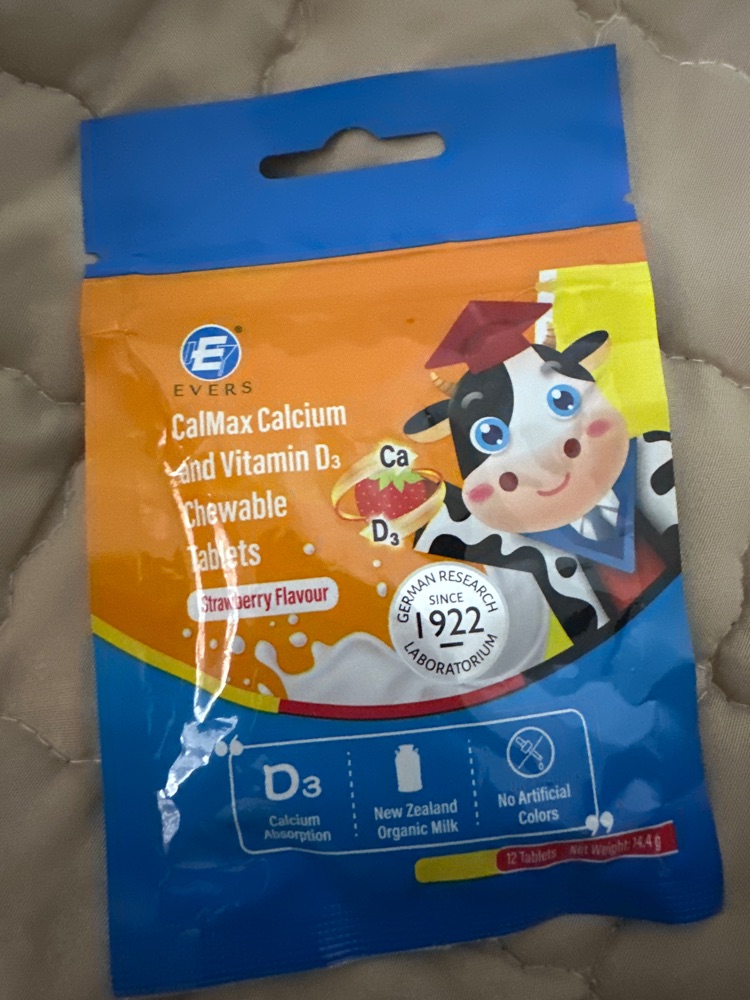 E
EVERS
CalMax Calcium
and Vitamin D₃
Chewable
Tablets
Strawberry Flavour
Ca
D₃
GERMAN RESEARCH
SINCE
1922
LABORATORIUM
D₃
Calcium
Absorption
New Zealand
Organic Milk
No Artificial
Colors
12 Tablets Net Weight: 14.4 g